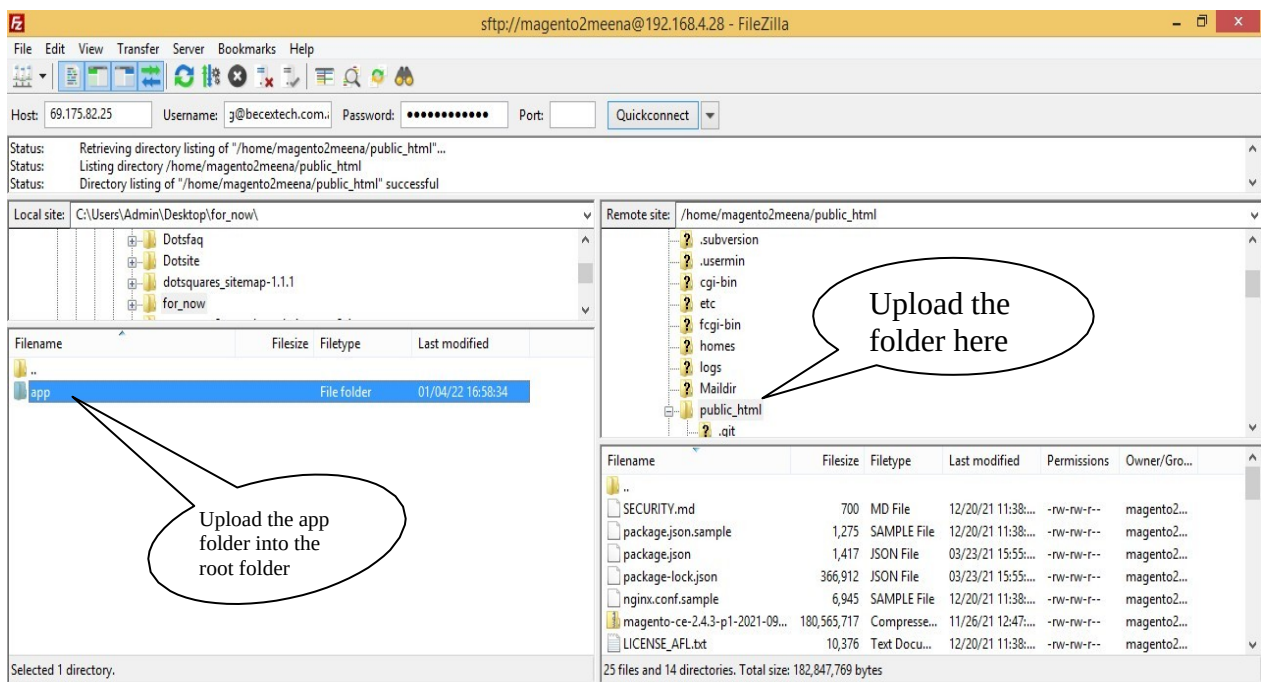 Fz sftp://magento2meena@192.168.4.28 - FileZilla
File Edit View Transfer Server Bookmarks Help
Host: 69.175.82.25 Username: g@becextech.com.a Password: ●●●●●●●●●●●● Port: Quickconnect
Status: Retrieving directory listing of "/home/magento2meena/public_html"...
Status: Listing directory /home/magento2meena/public_html
Status: Directory listing of "/home/magento2meena/public_html" successful
Local site: C:\Users\Admin\Desktop\for_now\
Dotsfaq
Dotsite
dotsquares_sitemap-1.1.1
for_now
Filename Filesize Filetype Last modified
..
app File folder 01/04/22 16:58:34
Upload the app
folder into the
root folder
Selected 1 directory.
Remote site: /home/magento2meena/public_html
? .subversion
? .usermin
? cgi-bin
? etc
? fcgi-bin
? homes
? logs
? Maildir
public_html
? .git
Upload the
folder here
Filename Filesize Filetype Last modified Permissions Owner/Gro...
..
SECURITY.md 700 MD File 12/20/21 11:38:... -rw-rw-r-- magento2...
package.json.sample 1,275 SAMPLE File 12/20/21 11:38:... -rw-rw-r-- magento2...
package.json 1,417 JSON File 03/23/21 15:55:... -rw-rw-r-- magento2...
package-lock.json 366,912 JSON File 03/23/21 15:55:... -rw-rw-r-- magento2...
nginx.conf.sample 6,945 SAMPLE File 12/20/21 11:38:... -rw-rw-r-- magento2...
magento-ce-2.4.3-p1-2021-09... 180,565,717 Compresse... 11/26/21 12:47:... -rw-rw-r-- magento2...
LICENSE_AFL.txt 10,376 Text Docu... 12/20/21 11:38:... -rw-rw-r-- magento2...
25 files and 14 directories. Total size: 182,847,769 bytes